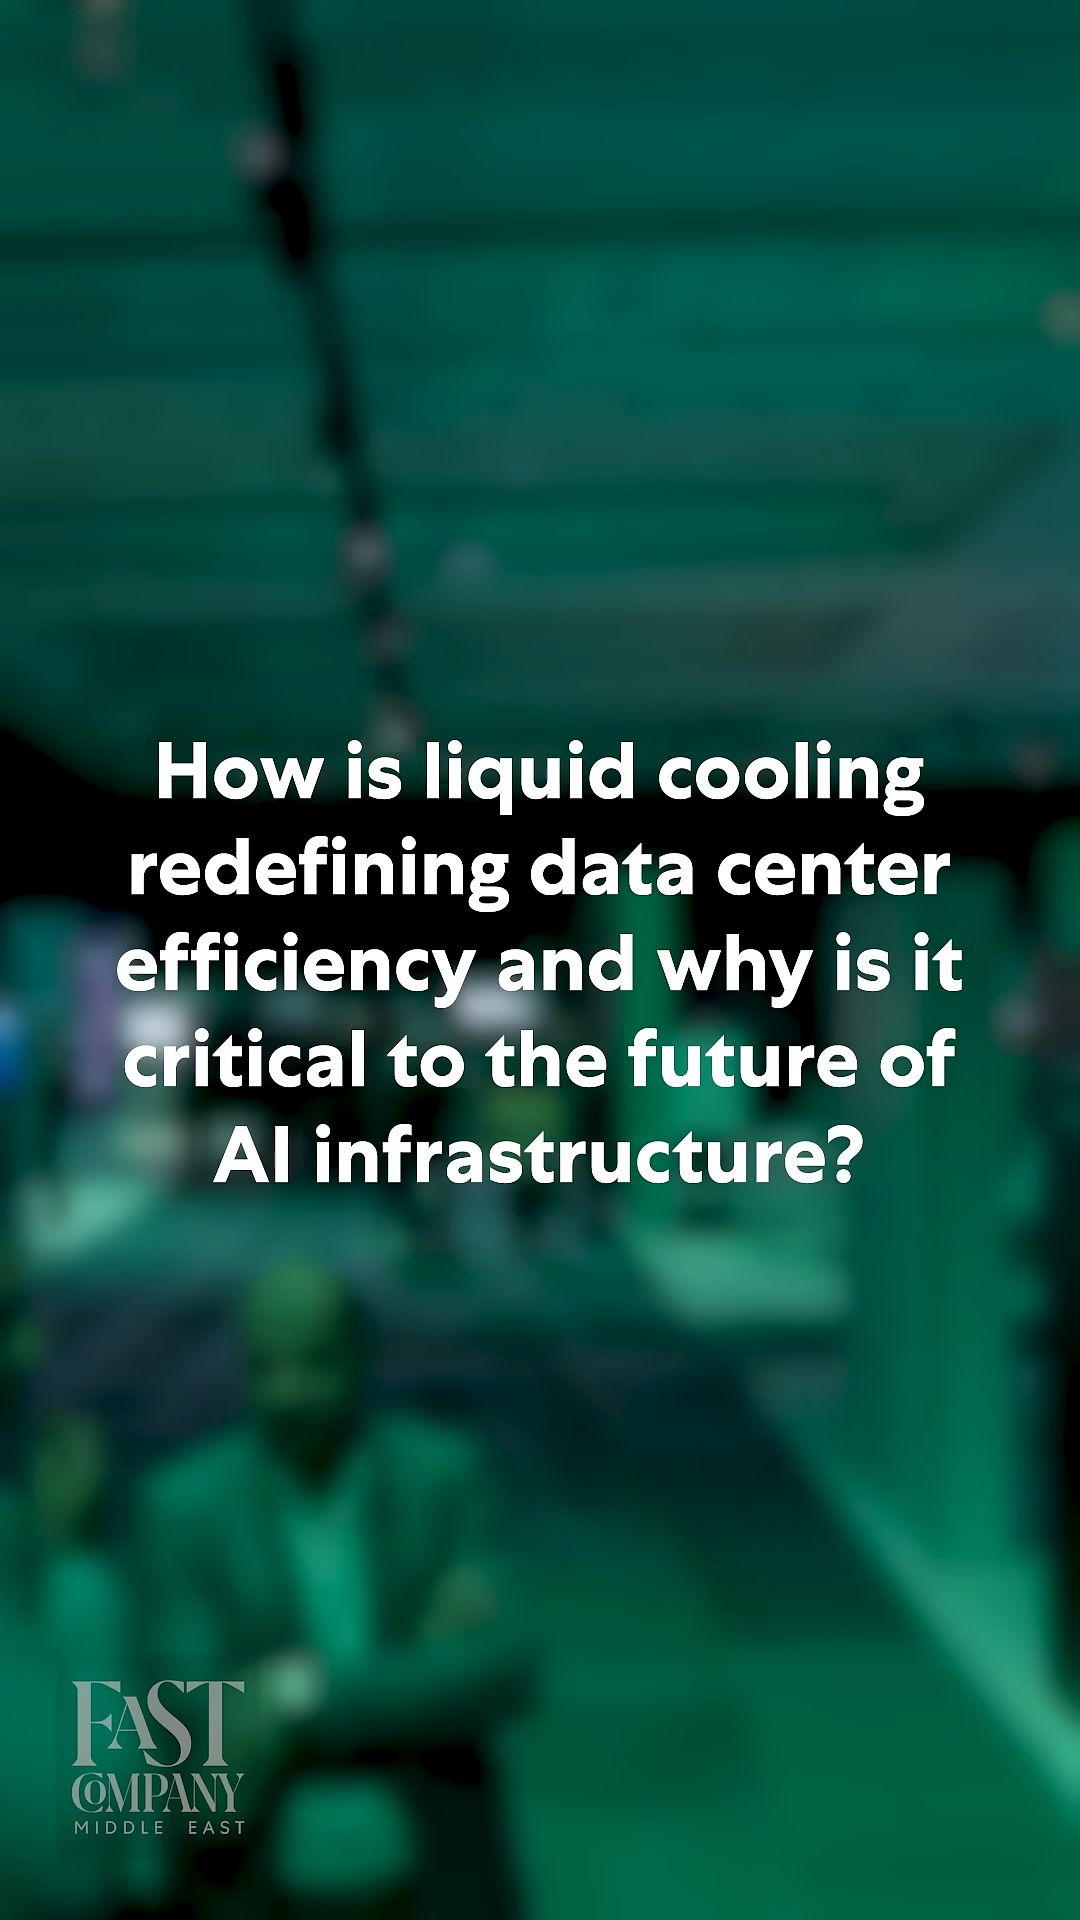 How is liquid cooling
redefining data center
efficiency and why is it
critical to the future of
AI infrastructure?
FAST
COMPANY
MIDDLE EAST